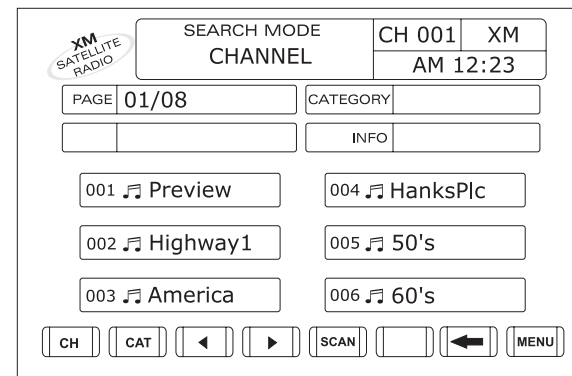 XM
SATELLITE
RADIO
SEARCH MODE
CHANNEL
CH 001
XM
AM 12:23
PAGE
01/08
CATEGORY
INFO
001 Preview
004 HanksPlc
002 Highway1
005 50's
003 America
006 60's
CH
CAT
SCAN
MENU